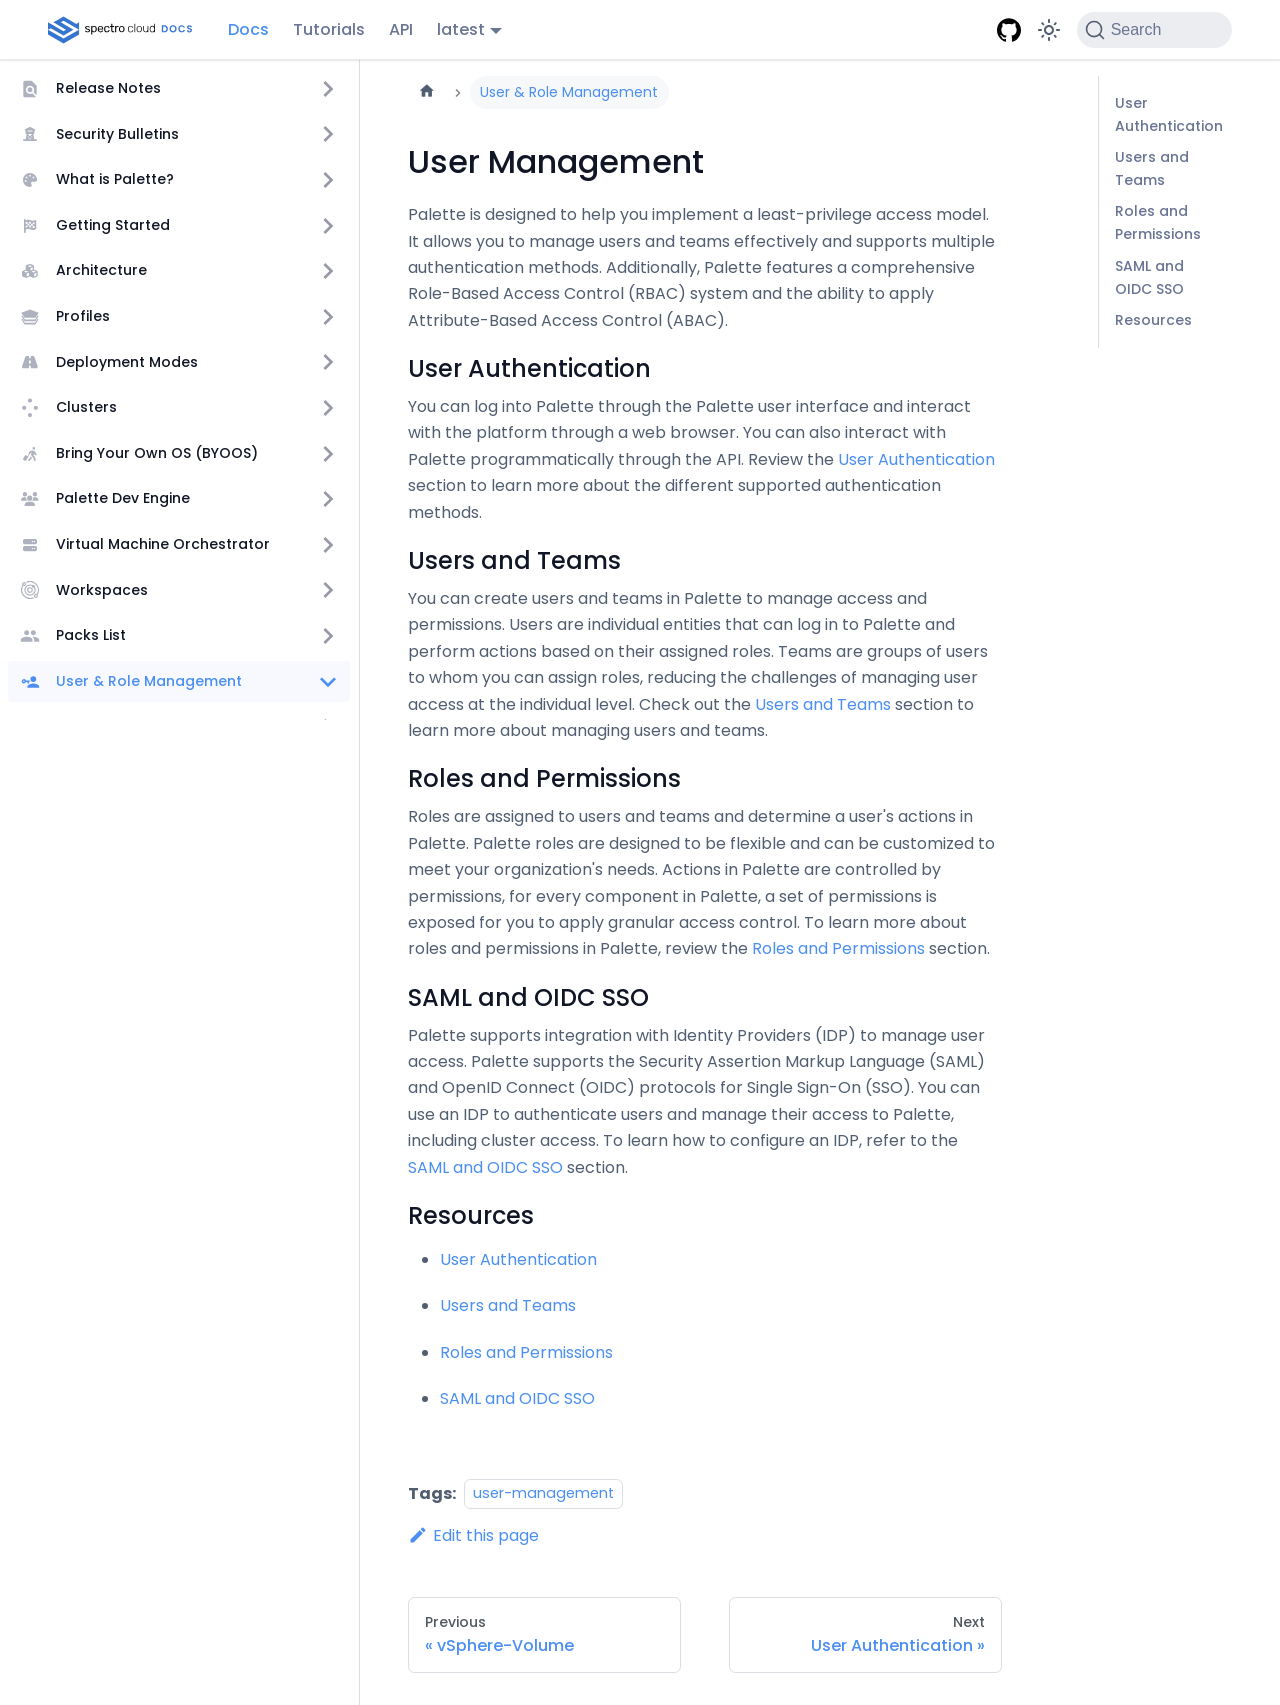 spectro cloud DOCS
Docs
Tutorials
API
latest
Search
Release Notes
Security Bulletins
What is Palette?
Getting Started
Architecture
Profiles
Deployment Modes
Clusters
Bring Your Own OS (BYOOS)
Palette Dev Engine
Virtual Machine Orchestrator
Workspaces
Packs List
User & Role Management
User & Role Management
User Management
Palette is designed to help you implement a least-privilege access model.
It allows you to manage users and teams effectively and supports multiple
authentication methods. Additionally, Palette features a comprehensive
Role-Based Access Control (RBAC) system and the ability to apply
Attribute-Based Access Control (ABAC).
User Authentication
You can log into Palette through the Palette user interface and interact
with the platform through a web browser. You can also interact with
Palette programmatically through the API. Review the User Authentication
section to learn more about the different supported authentication
methods.
Users and Teams
You can create users and teams in Palette to manage access and
permissions. Users are individual entities that can log in to Palette and
perform actions based on their assigned roles. Teams are groups of users
to whom you can assign roles, reducing the challenges of managing user
access at the individual level. Check out the Users and Teams section to
learn more about managing users and teams.
Roles and Permissions
Roles are assigned to users and teams and determine a user's actions in
Palette. Palette roles are designed to be flexible and can be customized to
meet your organization's needs. Actions in Palette are controlled by
permissions, for every component in Palette, a set of permissions is
exposed for you to apply granular access control. To learn more about
roles and permissions in Palette, review the Roles and Permissions section.
SAML and OIDC SSO
Palette supports integration with Identity Providers (IDP) to manage user
access. Palette supports the Security Assertion Markup Language (SAML)
and OpenID Connect (OIDC) protocols for Single Sign-On (SSO). You can
use an IDP to authenticate users and manage their access to Palette,
including cluster access. To learn how to configure an IDP, refer to the
SAML and OIDC SSO section.
Resources
User Authentication
Users and Teams
Roles and Permissions
SAML and OIDC SSO
Tags: user-management
Edit this page
Previous
« vSphere-Volume
Next
User Authentication »
User
Authentication
Users and
Teams
Roles and
Permissions
SAML and
OIDC SSO
Resources